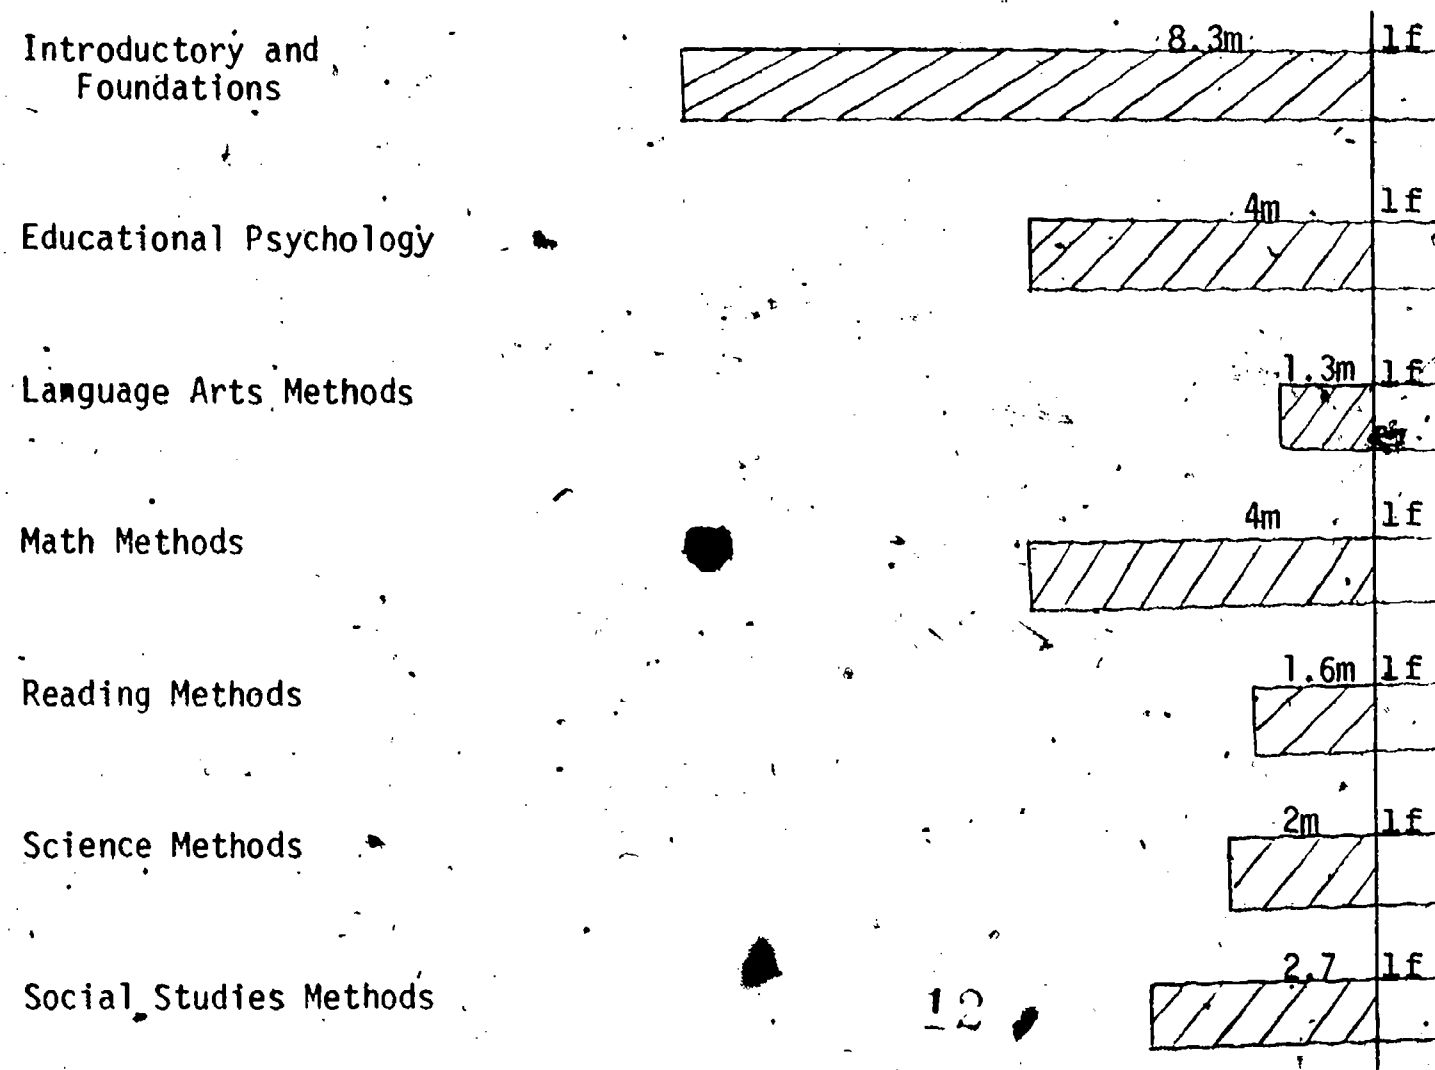 8.3m 1f
Introductory and
Foundations
4m 1f
Educational Psychology
1.3m 1f
Language Arts Methods
4m 1f
Math Methods
1.6m 1f
Reading Methods
2m 1f
Science Methods
2.7 1f
Social Studies Methods
12